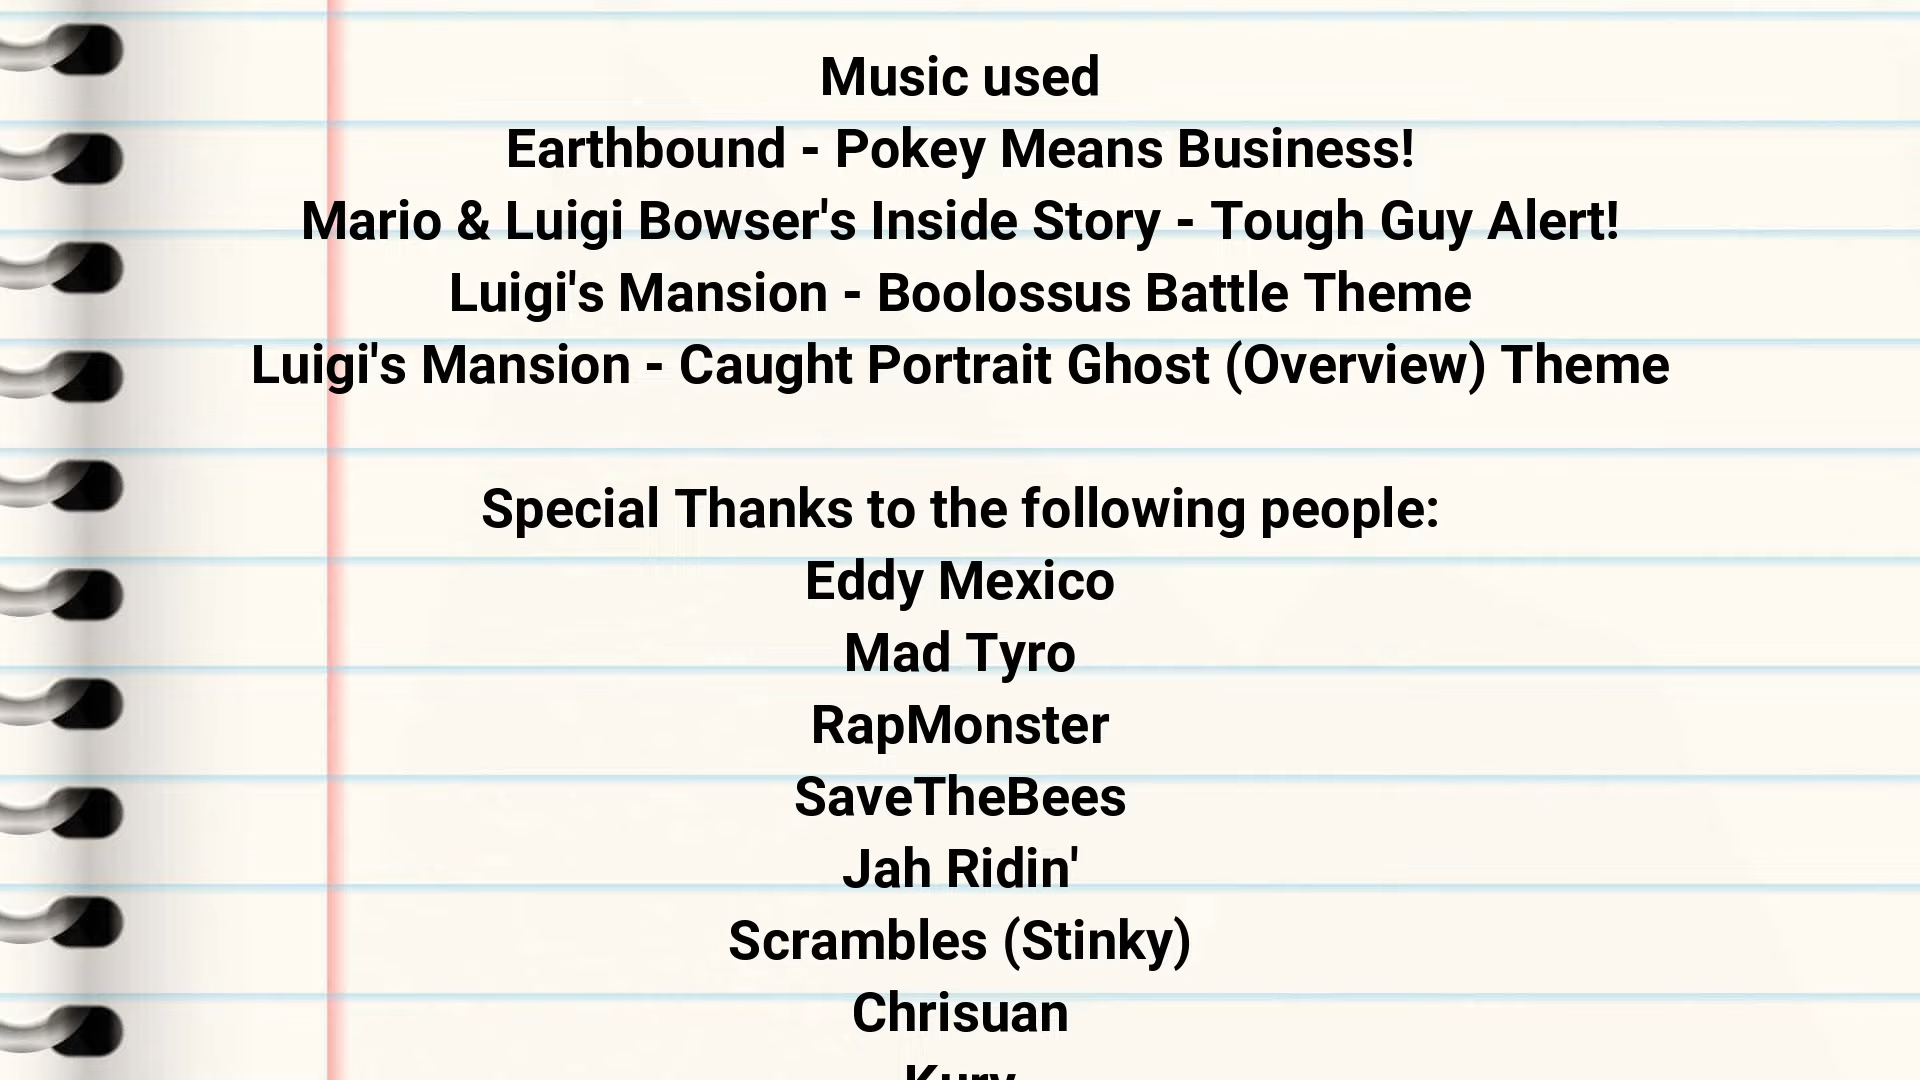 Music used
Earthbound - Pokey Means Business!
Mario & Luigi Bowser's Inside Story - Tough Guy Alert!
Luigi's Mansion - Boolossus Battle Theme
Luigi's Mansion - Caught Portrait Ghost (Overview) Theme
Special Thanks to the following people:
Eddy Mexico
Mad Tyro
RapMonster
SaveTheBees
Jah Ridin'
Scrambles (Stinky)
Chrisuan